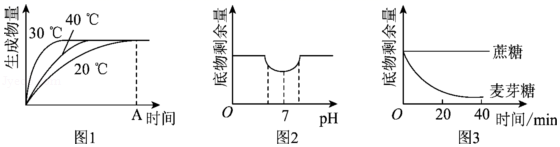 生成物量
30 ℃
40 ℃
20 ℃
A 时间
图1
底物剩余量
O
7
pH
图2
底物剩余量
蔗糖
麦芽糖
O
20
40
时间/min
图3